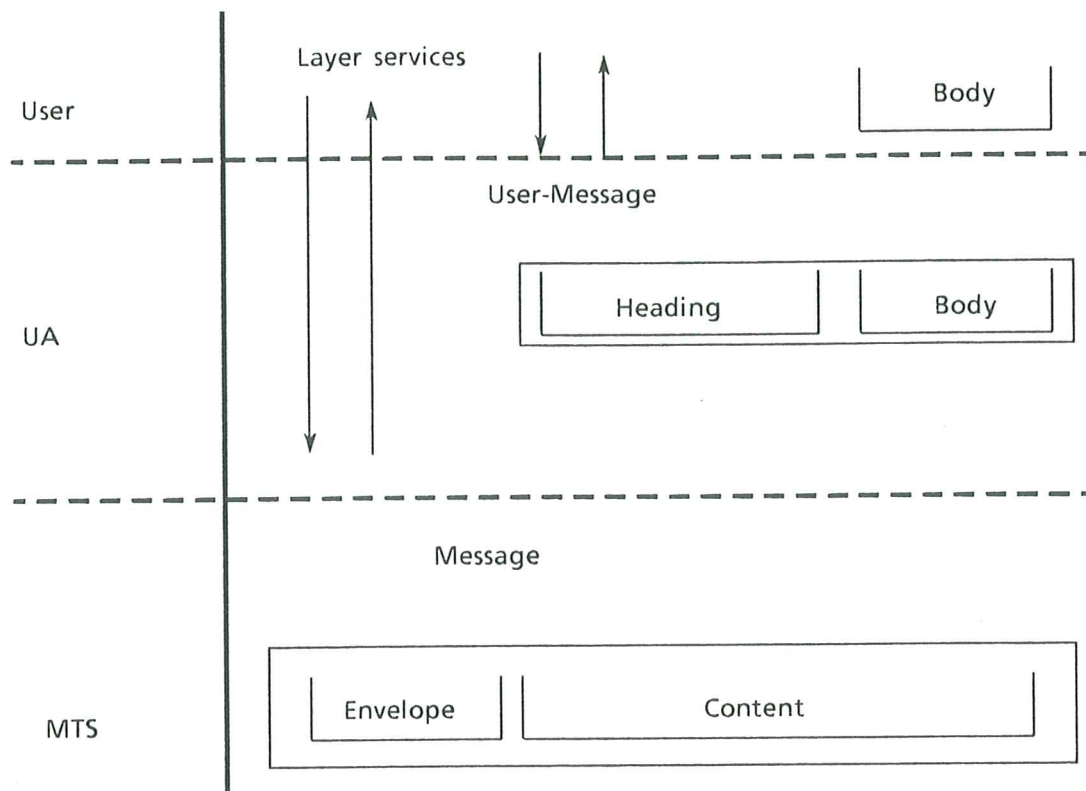 Layer services
User
Body
User-Message
Heading
Body
UA
Message
Envelope
Content
MTS